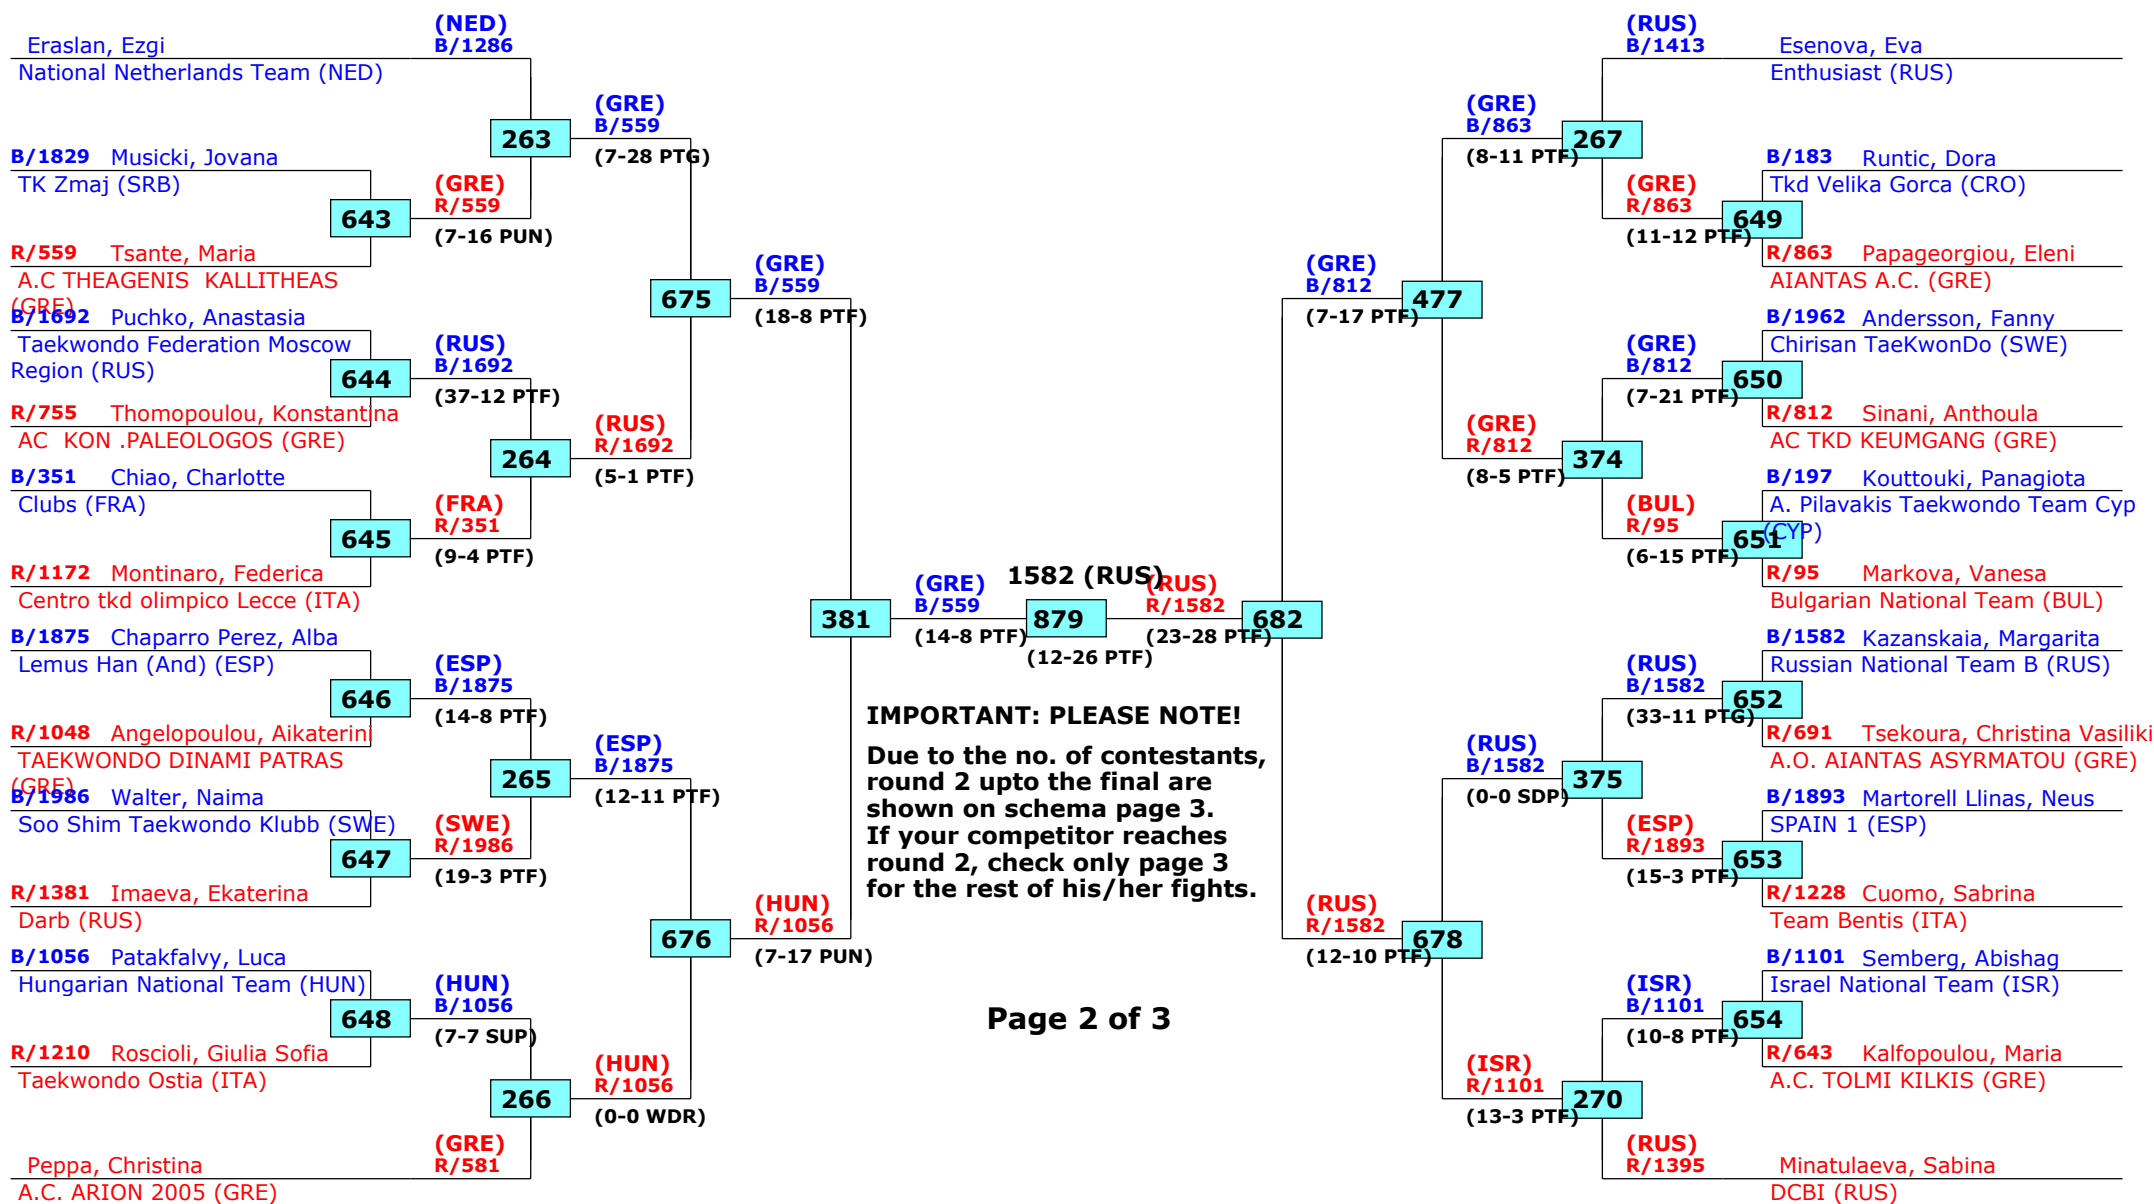 (NED)
B/1286
Eraslan, Ezgi
National Netherlands Team (NED)
263
(GRE)
B/559
(7-28 PTG)
B/1829 Musicki, Jovana
TK Zmaj (SRB)
643
(GRE)
R/559
(7-16 PUN)
R/559 Tsante, Maria
A.C THEAGENIS KALLITHEAS
(GRE)
675
(GRE)
B/559
(18-8 PTF)
B/1692 Puchko, Anastasia
Taekwondo Federation Moscow
Region (RUS)
644
(RUS)
B/1692
(37-12 PTF)
R/755 Thomopoulou, Konstantina
AC KON .PALEOLOGOS (GRE)
264
(RUS)
R/1692
(5-1 PTF)
B/351 Chiao, Charlotte
Clubs (FRA)
645
(FRA)
R/351
(9-4 PTF)
R/1172 Montinaro, Federica
Centro tkd olimpico Lecce (ITA)
381
(GRE)
B/559
(14-8 PTF)
B/1875 Chaparro Perez, Alba
Lemus Han (And) (ESP)
646
(ESP)
B/1875
(14-8 PTF)
R/1048 Angelopoulou, Aikaterini
TAEKWONDO DINAMI PATRAS
(GRE)
265
(ESP)
B/1875
(12-11 PTF)
B/1986 Walter, Naima
Soo Shim Taekwondo Klubb (SWE)
647
(SWE)
R/1986
(19-3 PTF)
R/1381 Imaeva, Ekaterina
Darb (RUS)
676
(HUN)
R/1056
(7-17 PUN)
B/1056 Patakfalvy, Luca
Hungarian National Team (HUN)
648
(HUN)
B/1056
(7-7 SUP)
R/1210 Roscioli, Giulia Sofia
Taekwondo Ostia (ITA)
266
(HUN)
R/1056
(0-0 WDR)
(GRE)
R/581
Peppa, Christina
A.C. ARION 2005 (GRE)
1582 (RUS)
879
(12-26 PTF)
IMPORTANT: PLEASE NOTE!
Due to the no. of contestants,
round 2 upto the final are
shown on schema page 3.
If your competitor reaches
round 2, check only page 3
for the rest of his/her fights.
Page 2 of 3
(RUS)
B/1413
Esenova, Eva
Enthusiast (RUS)
(GRE)
B/863
(8-11 PTF)
267
B/183 Runtic, Dora
Tkd Velika Gorca (CRO)
(GRE)
R/863
(11-12 PTF)
649
R/863 Papageorgiou, Eleni
AIANTAS A.C. (GRE)
(GRE)
B/812
(7-17 PTF)
477
B/1962 Andersson, Fanny
Chirisan TaeKwonDo (SWE)
(GRE)
B/812
(7-21 PTF)
650
R/812 Sinani, Anthoula
AC TKD KEUMGANG (GRE)
(GRE)
R/812
(8-5 PTF)
374
B/197 Kouttouki, Panagiota
A. Pilavakis Taekwondo Team Cyp
(CYP)
(BUL)
R/95
(6-15 PTF)
651
R/95 Markova, Vanesa
Bulgarian National Team (BUL)
(RUS)
R/1582
(23-28 PTF)
682
B/1582 Kazanskaia, Margarita
Russian National Team B (RUS)
(RUS)
B/1582
(33-11 PTG)
652
R/691 Tsekoura, Christina Vasiliki
A.O. AIANTAS ASYRMATOU (GRE)
(RUS)
B/1582
(0-0 SDP)
375
B/1893 Martorell Llinas, Neus
SPAIN 1 (ESP)
(ESP)
R/1893
(15-3 PTF)
653
R/1228 Cuomo, Sabrina
Team Bentis (ITA)
(RUS)
R/1582
(12-10 PTF)
678
B/1101 Semberg, Abishag
Israel National Team (ISR)
(ISR)
B/1101
(10-8 PTF)
654
R/643 Kalfopoulou, Maria
A.C. TOLMI KILKIS (GRE)
(ISR)
R/1101
(13-3 PTF)
270
(RUS)
R/1395
Minatulaeva, Sabina
DCBI (RUS)